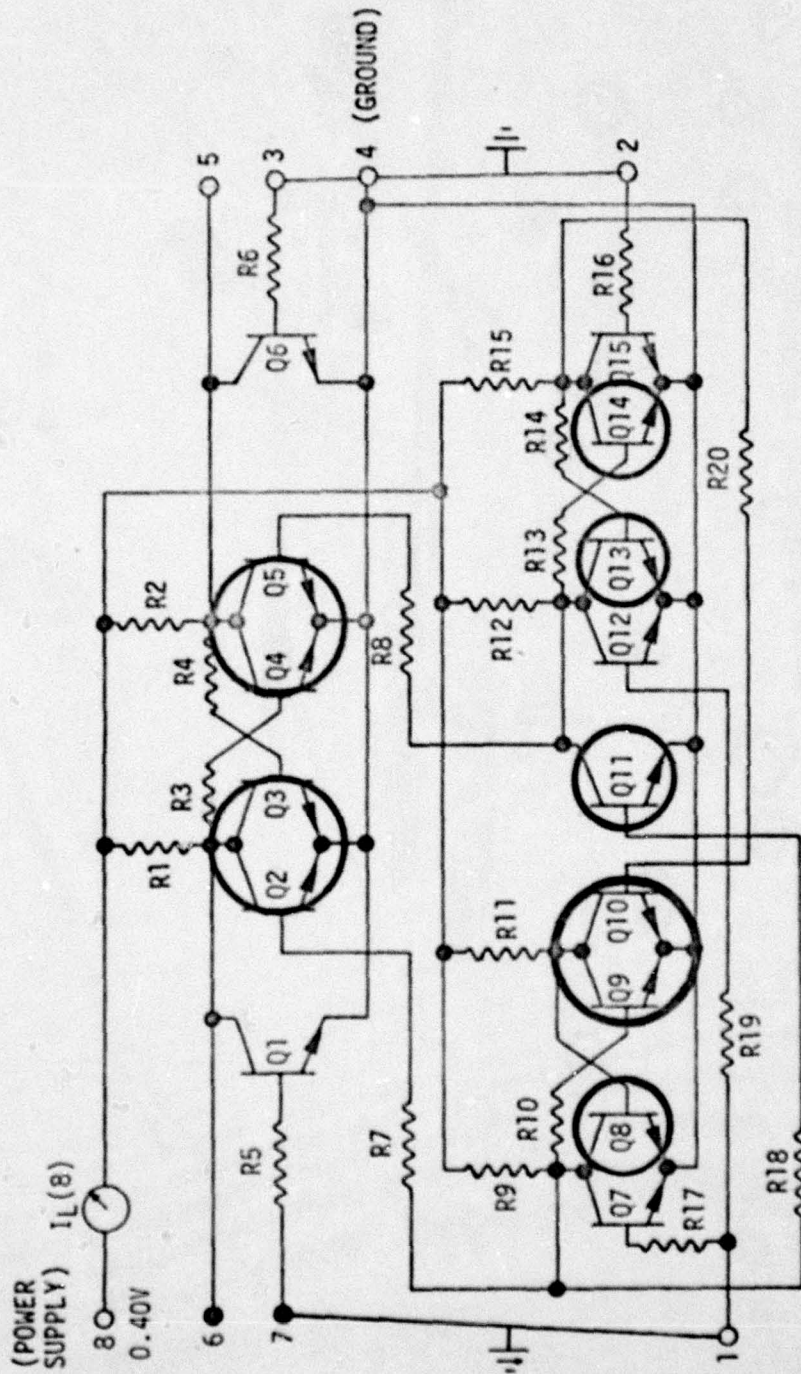 (POWER
SUPPLY)
8
0.40V
I_L(8)
6
7
1
5
3
4 (GROUND)
2
R1
R2
R3
R4
R5
R6
Q1
Q2
Q3
Q4
Q5
Q6
R7
R8
R9
R10
R11
R12
R13
R14
R15
R16
Q7
Q8
Q9
Q10
Q11
Q12
Q13
Q14
Q15
R17
R18
R19
R20